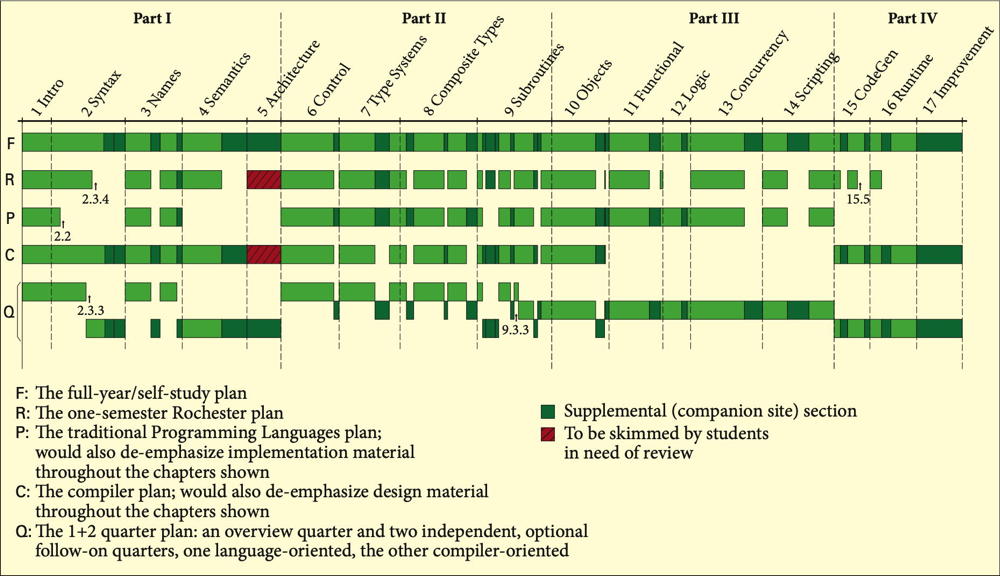 Part I Part II Part III Part IV
1 Intro 2 Syntax 3 Names 4 Semantics 5 Architecture 6 Control 7 Type Systems 8 Composite Types 9 Subroutines 10 Objects 11 Functional 12 Logic 13 Concurrency 14 Scripting 15 CodeGen 16 Runtime 17 Improvement
F
R
2.3.4 15.5
P
2.2
C
Q
2.3.3 9.3.3
F: The full-year/self-study plan
R: The one-semester Rochester plan
P: The traditional Programming Languages plan;
would also de-emphasize implementation material
throughout the chapters shown
C: The compiler plan; would also de-emphasize design material
throughout the chapters shown
Q: The 1+2 quarter plan: an overview quarter and two independent, optional
follow-on quarters, one language-oriented, the other compiler-oriented
Supplemental (companion site) section
To be skimmed by students
in need of review